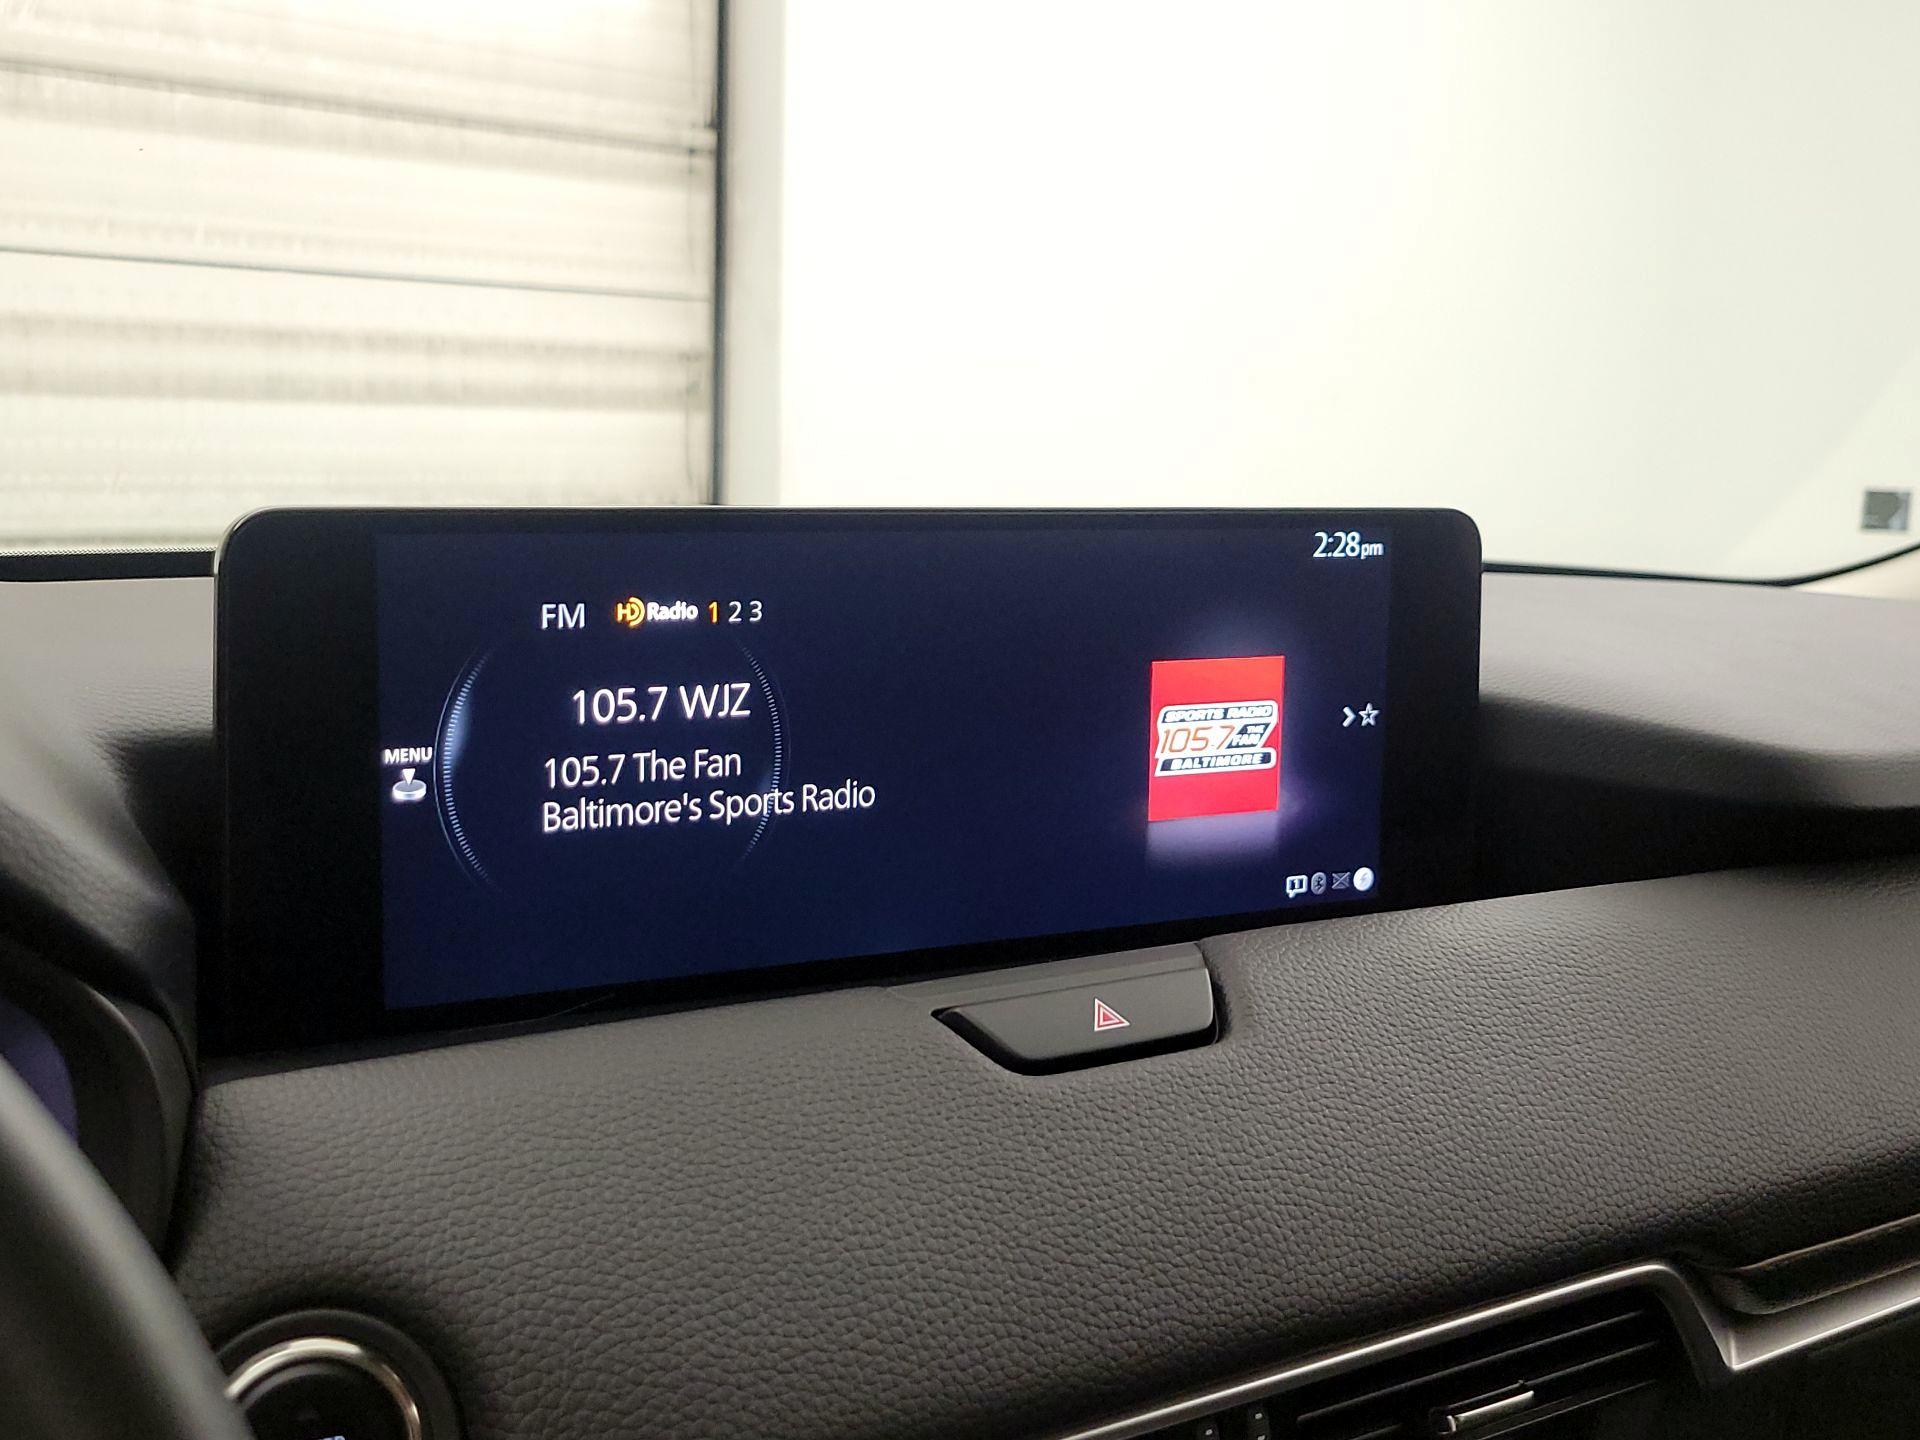 2:28pm
FM HD Radio 1 2 3
105.7 WJZ
MENU
105.7 The Fan
Baltimore's Sports Radio
SPORTS RADIO
105.7 THE FAN
BALTIMORE
1